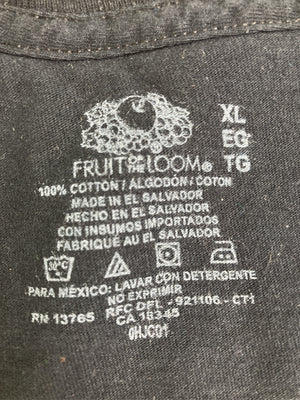 XL
EG
TG
FRUIT OF THE LOOM®
100% COTTON / ALGODÓN / COTON
MADE IN EL SALVADOR
HECHO EN EL SALVADOR
CON INSUMOS IMPORTADOS
FABRIQUÉ AU EL SALVADOR
30°C
PARA MÉXICO: LAVAR CON DETERGENTE
NO EXPRIMIR
RN 13765 RFC DFL - 921106 - CT1
CA 18345
0HJC01